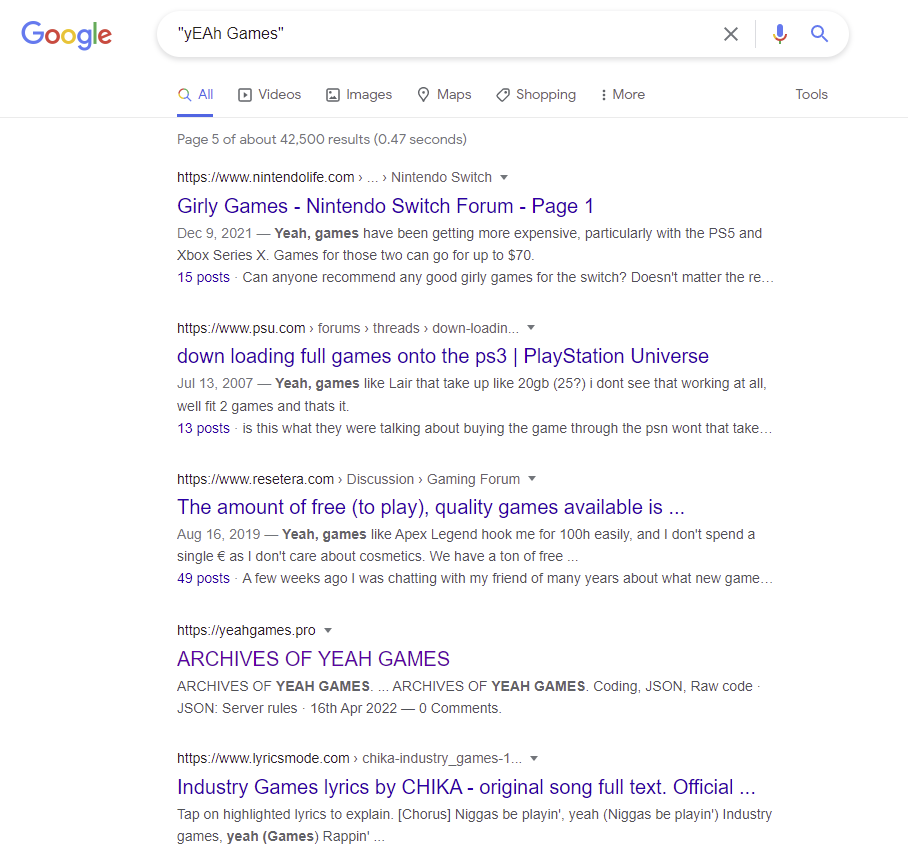 Google
"yEAh Games"
All Videos Images Maps Shopping More Tools
Page 5 of about 42,500 results (0.47 seconds)
https://www.nintendolife.com › ... › Nintendo Switch
Girly Games - Nintendo Switch Forum - Page 1
Dec 9, 2021 — Yeah, games have been getting more expensive, particularly with the PS5 and
Xbox Series X. Games for those two can go for up to $70.
15 posts · Can anyone recommend any good girly games for the switch? Doesn't matter the re…
https://www.psu.com › forums › threads › down-loadin...
down loading full games onto the ps3 | PlayStation Universe
Jul 13, 2007 — Yeah, games like Lair that take up like 20gb (25?) i dont see that working at all,
well fit 2 games and thats it.
13 posts · is this what they were talking about buying the game through the psn wont that take…
https://www.resetera.com › Discussion › Gaming Forum
The amount of free (to play), quality games available is ...
Aug 16, 2019 — Yeah, games like Apex Legend hook me for 100h easily, and I don't spend a
single € as I don't care about cosmetics. We have a ton of free ...
49 posts · A few weeks ago I was chatting with my friend of many years about what new game…
https://yeahgames.pro
ARCHIVES OF YEAH GAMES
ARCHIVES OF YEAH GAMES. ... ARCHIVES OF YEAH GAMES. Coding, JSON, Raw code ·
JSON: Server rules · 16th Apr 2022 — 0 Comments.
https://www.lyricsmode.com › chika-industry_games-1...
Industry Games lyrics by CHIKA - original song full text. Official ...
Tap on highlighted lyrics to explain. [Chorus] Niggas be playin', yeah (Niggas be playin') Industry
games, yeah (Games) Rappin' ...